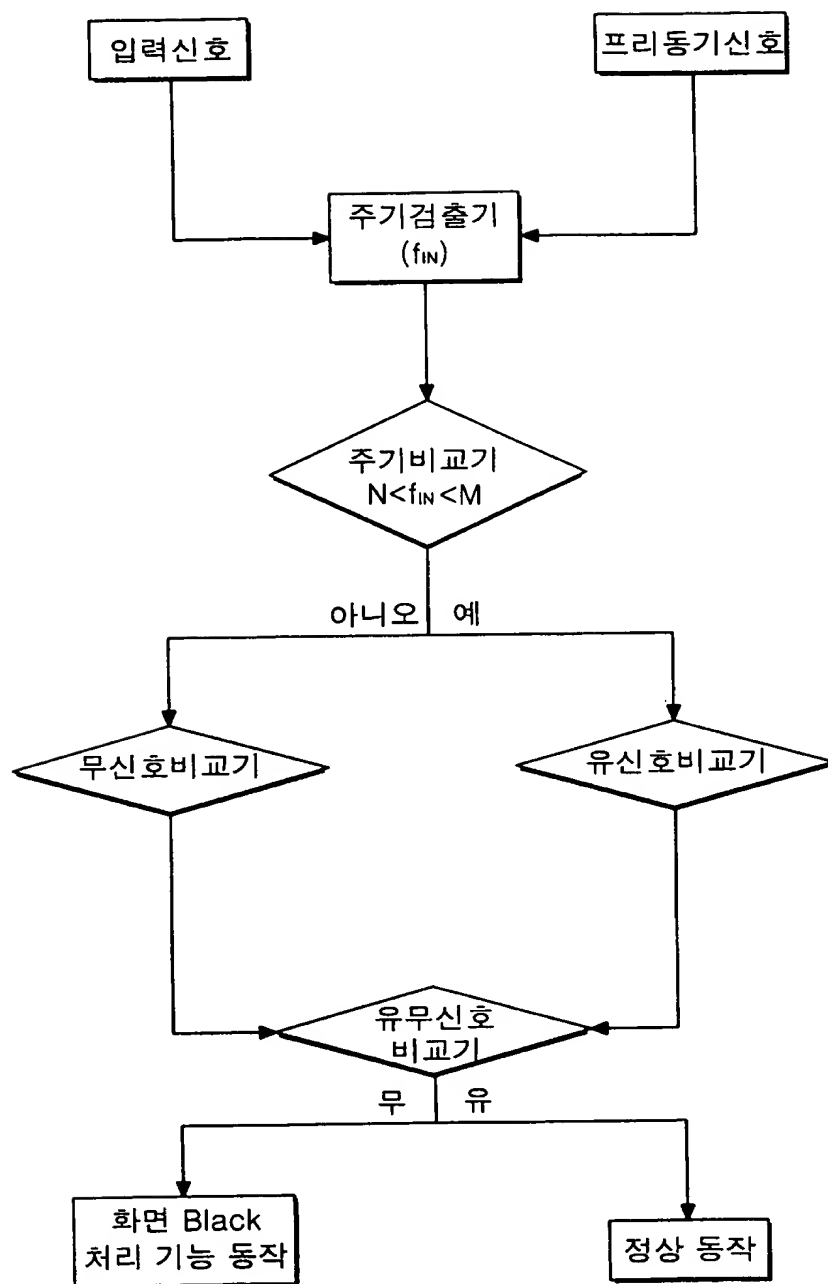 입력신호
프리동기신호
주기검출기
(fIN)
주기비교기
N<fIN<M
아니오 예
무신호비교기
유신호비교기
유무신호
비교기
무 유
화면 Black
처리 기능 동작
정상 동작